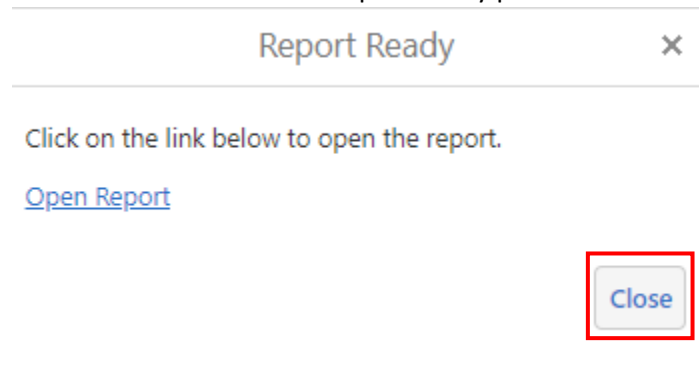 Report Ready ×
Click on the link below to open the report.
Open Report
Close